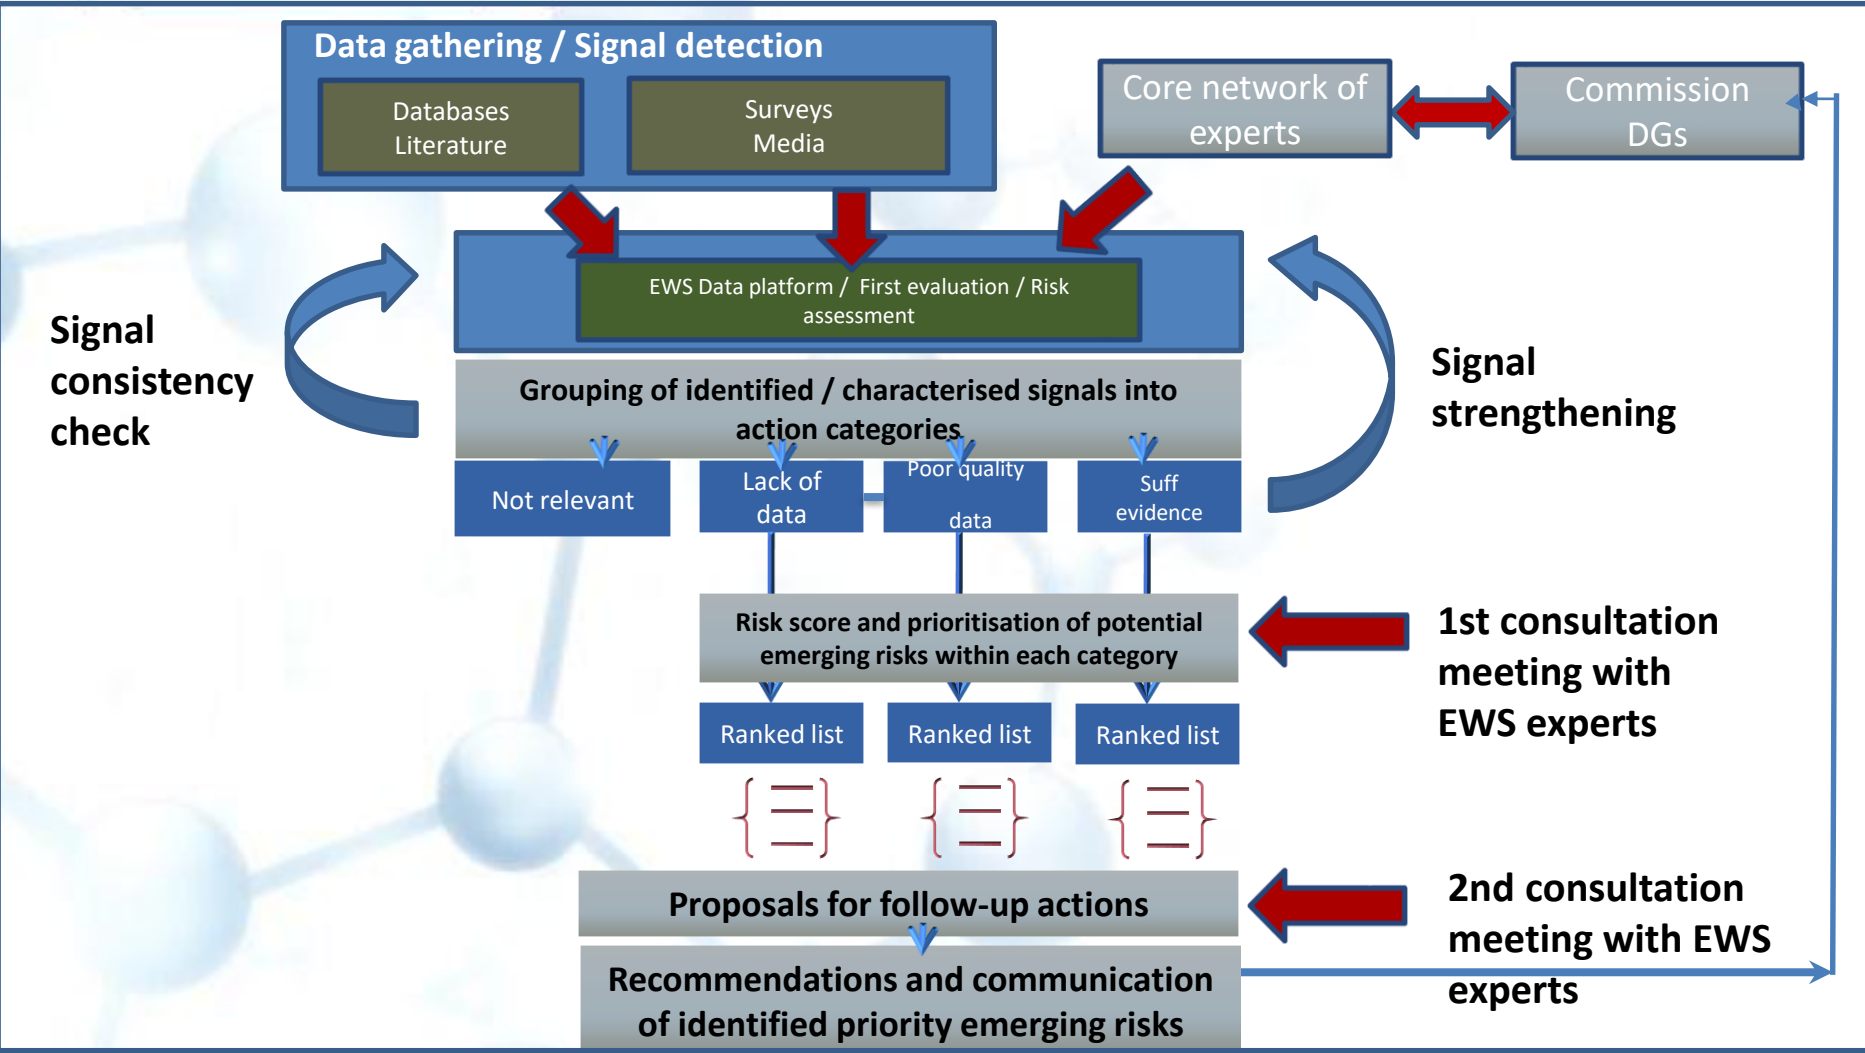 Data gathering / Signal detection
Databases
Literature
Surveys
Media
Core network of
experts
Commission
DGs
EWS Data platform / First evaluation / Risk
assessment
Signal
consistency
check
Signal
strengthening
Grouping of identified / characterised signals into
action categories
Not relevant
Lack of
data
Poor quality
data
Suff
evidence
Risk score and prioritisation of potential
emerging risks within each category
1st consultation
meeting with
EWS experts
Ranked list
Ranked list
Ranked list
Proposals for follow-up actions
2nd consultation
meeting with EWS
experts
Recommendations and communication
of identified priority emerging risks